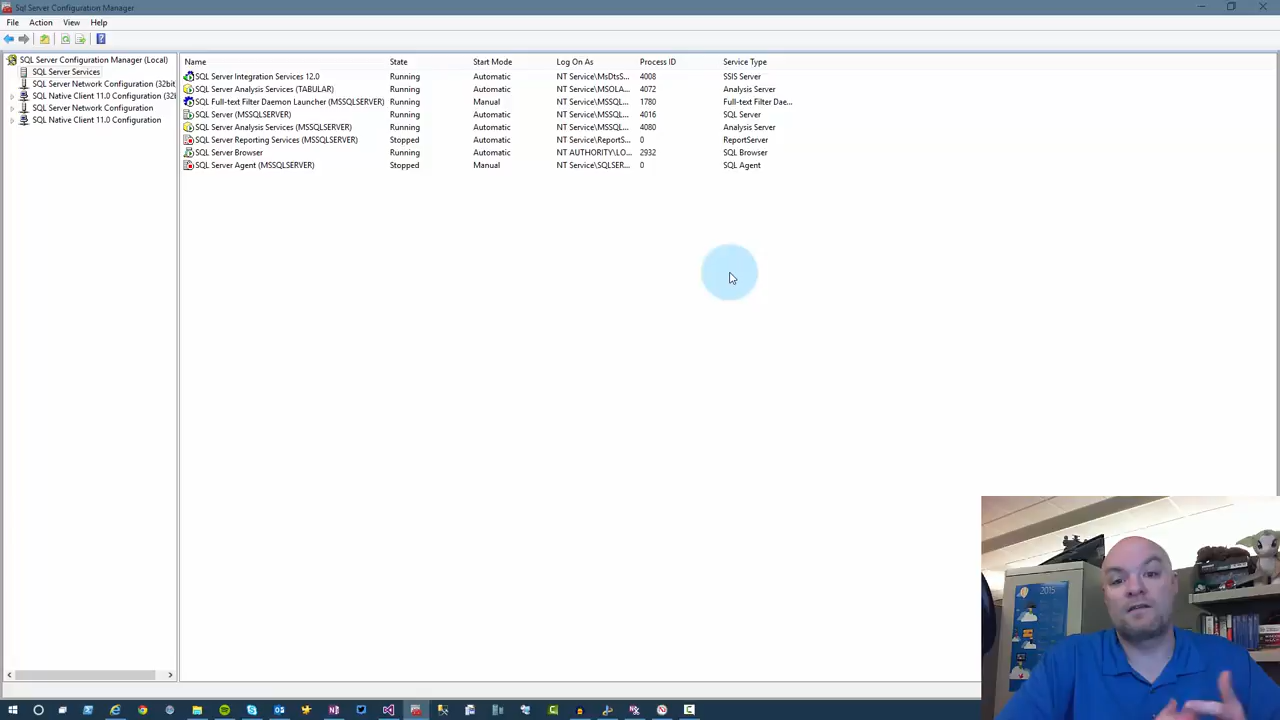 Sql Server Configuration Manager
File Action View Help
SQL Server Configuration Manager (Local)
SQL Server Services
SQL Server Network Configuration (32bit
SQL Native Client 11.0 Configuration (32l
SQL Server Network Configuration
SQL Native Client 11.0 Configuration
Name State Start Mode Log On As Process ID Service Type
SQL Server Integration Services 12.0 Running Automatic NT Service\MsDtsS... 4008 SSIS Server
SQL Server Analysis Services (TABULAR) Running Automatic NT Service\MSOLA... 4072 Analysis Server
SQL Full-text Filter Daemon Launcher (MSSQLSERVER) Running Manual NT Service\MSSQL... 1780 Full-text Filter Dae...
SQL Server (MSSQLSERVER) Running Automatic NT Service\MSSQL... 4016 SQL Server
SQL Server Analysis Services (MSSQLSERVER) Running Automatic NT Service\MSSQL... 4080 Analysis Server
SQL Server Reporting Services (MSSQLSERVER) Stopped Automatic NT Service\ReportS... 0 ReportServer
SQL Browser Running Automatic NT AUTHORITY\LO... 2932 SQL Browser
SQL Server Agent (MSSQLSERVER) Stopped Manual NT Service\SQLSER... 0 SQL Agent
2015